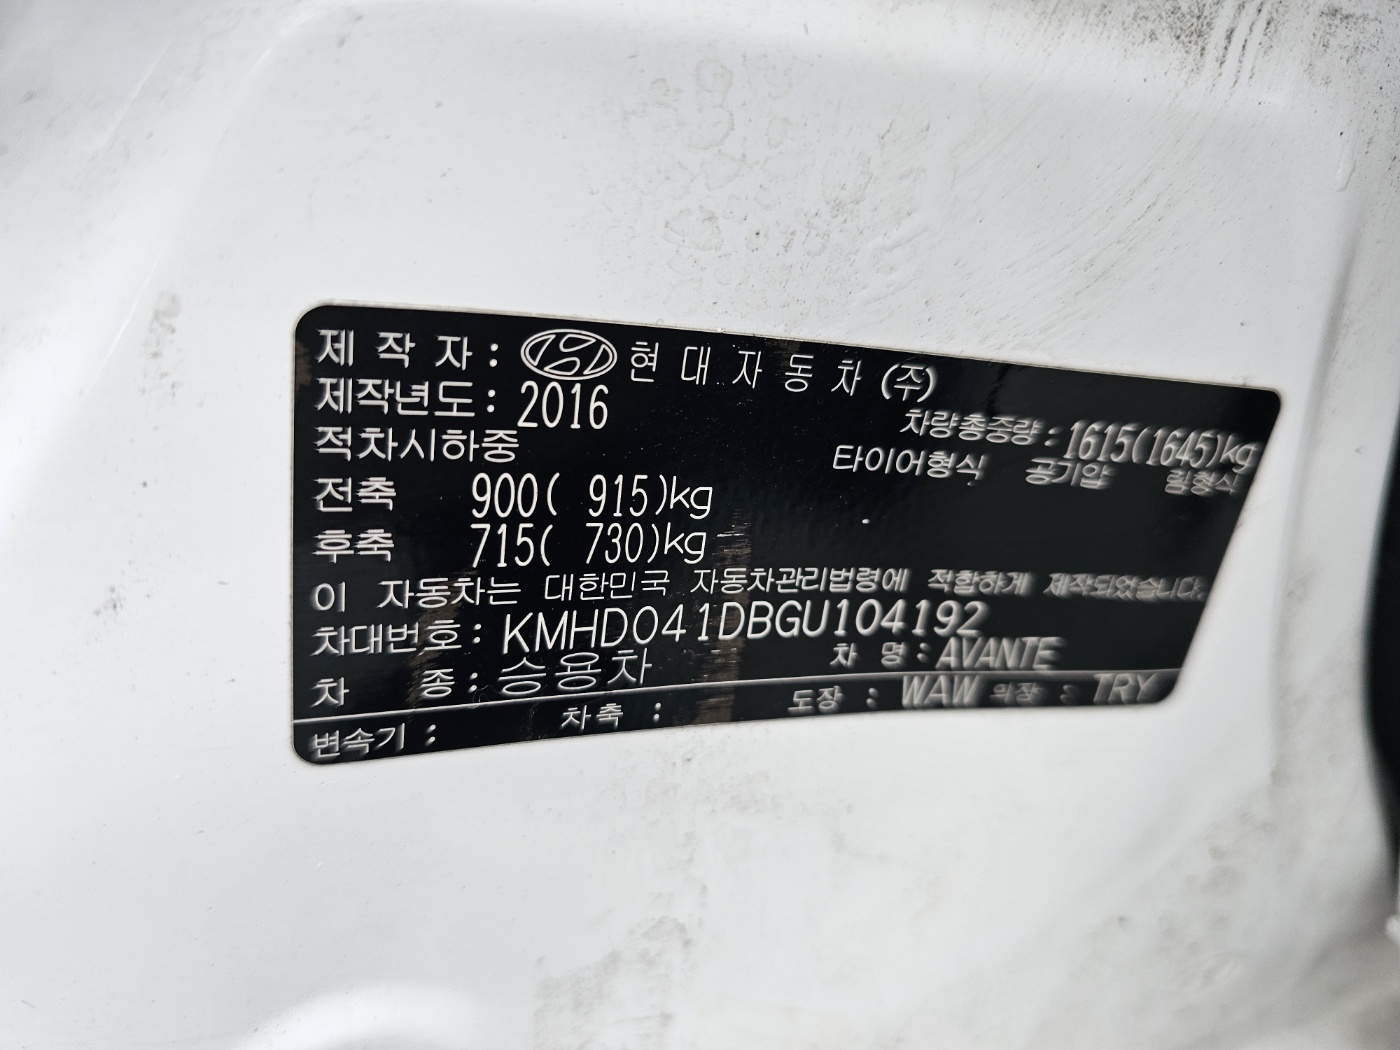 제 작 자 : 현 대 자 동 차 (주)
제작년도 : 2016
차량총중량 : 1615(1645)kg
적차시하중
타이어형식 공기압 림형식
전축 900( 915)kg
후축 715( 730)kg
이 자동차는 대한민국 자동차관리법령에 적합하게 제작되었습니다.
차대번호 : KMHD041DBGU104192
차 종 : 승용차 차 명 : AVANTE
변속기 : 차축 : 도장 : WAW 의장 : TRY